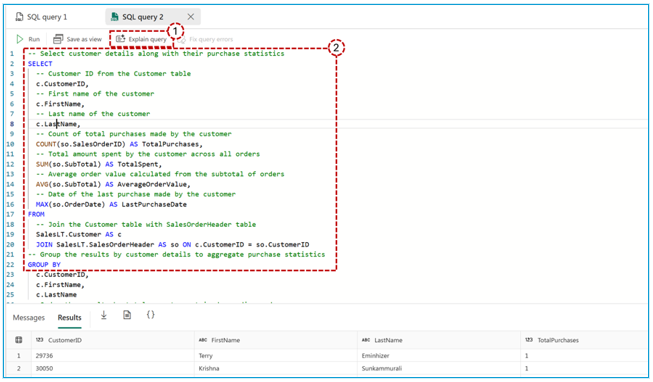 SQL query 1 SQL query 2
1
Run Save as view Explain query Fix query errors
2
1 -- Select customer details along with their purchase statistics
2 SELECT
3 -- Customer ID from the Customer table
4 c.CustomerID,
5 -- First name of the customer
6 c.FirstName,
7 -- Last name of the customer
8 c.LastName,
9 -- Count of total purchases made by the customer
10 COUNT(so.SalesOrderID) AS TotalPurchases,
11 -- Total amount spent by the customer across all orders
12 SUM(so.SubTotal) AS TotalSpent,
13 -- Average order value calculated from the subtotal of orders
14 AVG(so.SubTotal) AS AverageOrderValue,
15 -- Date of the last purchase made by the customer
16 MAX(so.OrderDate) AS LastPurchaseDate
17 FROM
18 -- Join the Customer table with SalesOrderHeader table
19 SalesLT.Customer AS c
20 JOIN SalesLT.SalesOrderHeader AS so ON c.CustomerID = so.CustomerID
21 -- Group the results by customer details to aggregate purchase statistics
22 GROUP BY
23 c.CustomerID,
24 c.FirstName,
25 c.LastName
Messages Results {}
123 CustomerID ABC FirstName ABC LastName 123 TotalPurchases
1 29736 Terry Eminhizer 1
2 30050 Krishna Sunkammurali 1